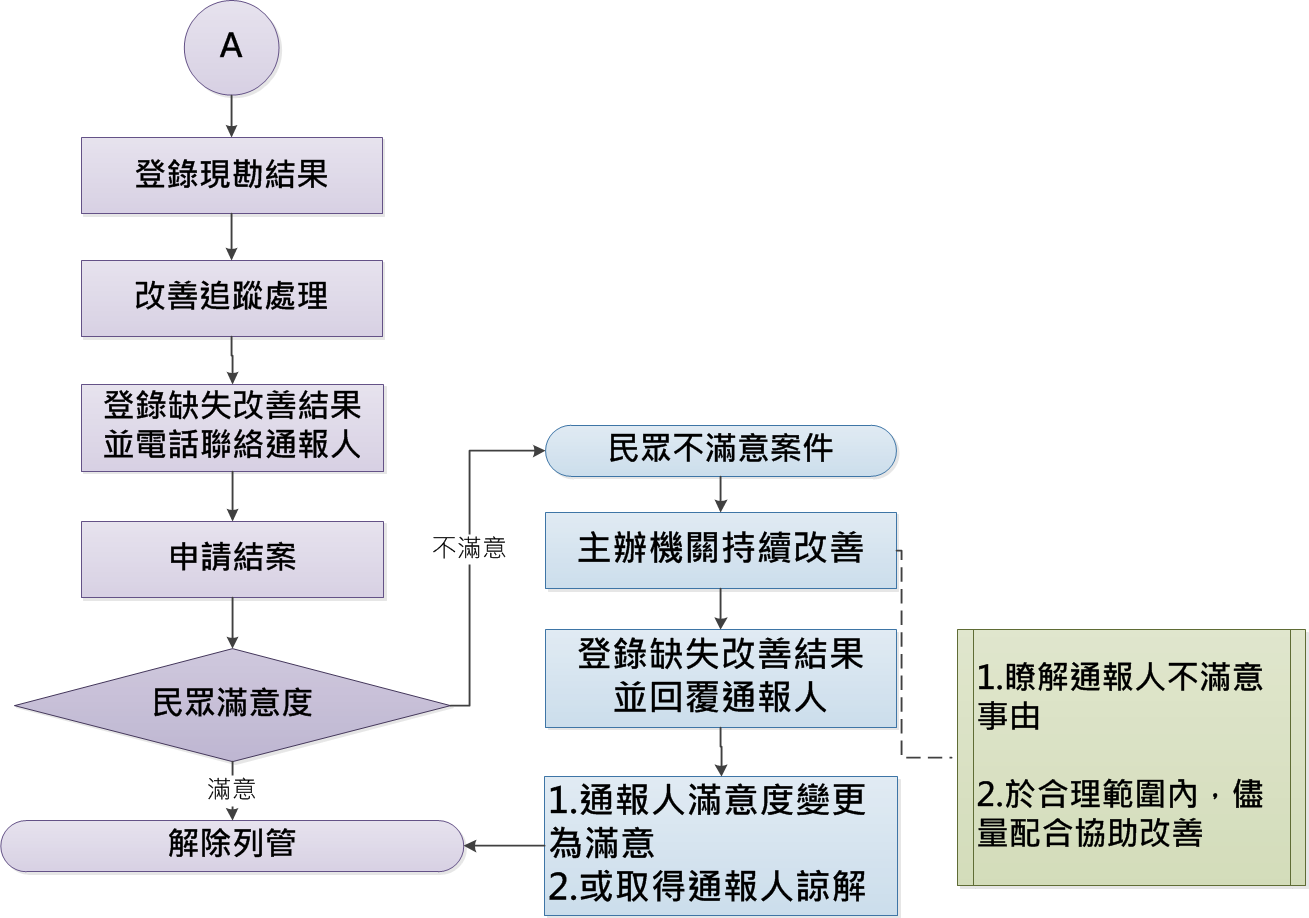 A
登錄現勘結果
改善追蹤處理
登錄缺失改善結果
並電話聯絡通報人
申請結案
民眾滿意度
滿意
解除列管
不滿意
民眾不滿意案件
主辦機關持續改善
登錄缺失改善結果
並回覆通報人
1.通報人滿意度變更
為滿意
2.或取得通報人諒解
1.瞭解通報人不滿意
事由
2.於合理範圍內，儘
量配合協助改善